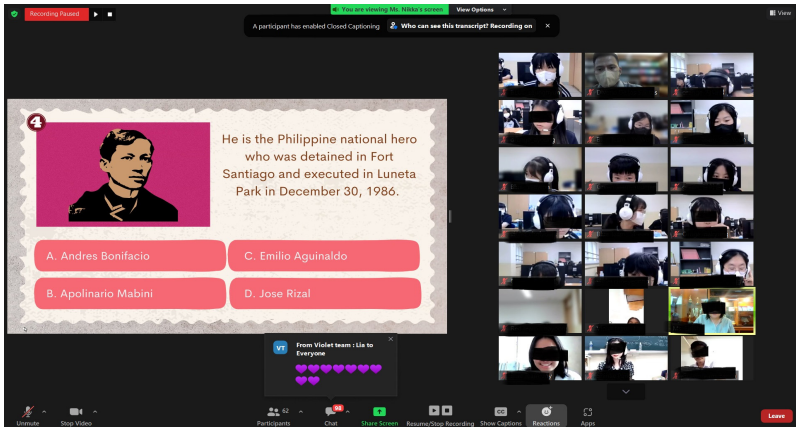 You are viewing Ms. Nikka's screen
View Options
View
Recording Paused
A participant has enabled Closed Captioning
Who can see this transcript? Recording on
4
He is the Philippine national hero
who was detained in Fort
Santiago and executed in Luneta
Park in December 30, 1986.
A. Andres Bonifacio
C. Emilio Aguinaldo
B. Apolinario Mabini
D. Jose Rizal
VT
From Violet team : Lia to
Everyone
62
98
CC
Unmute
Stop Video
Participants
Chat
Share Screen
Resume/Stop Recording
Show Captions
Reactions
Apps
Leave